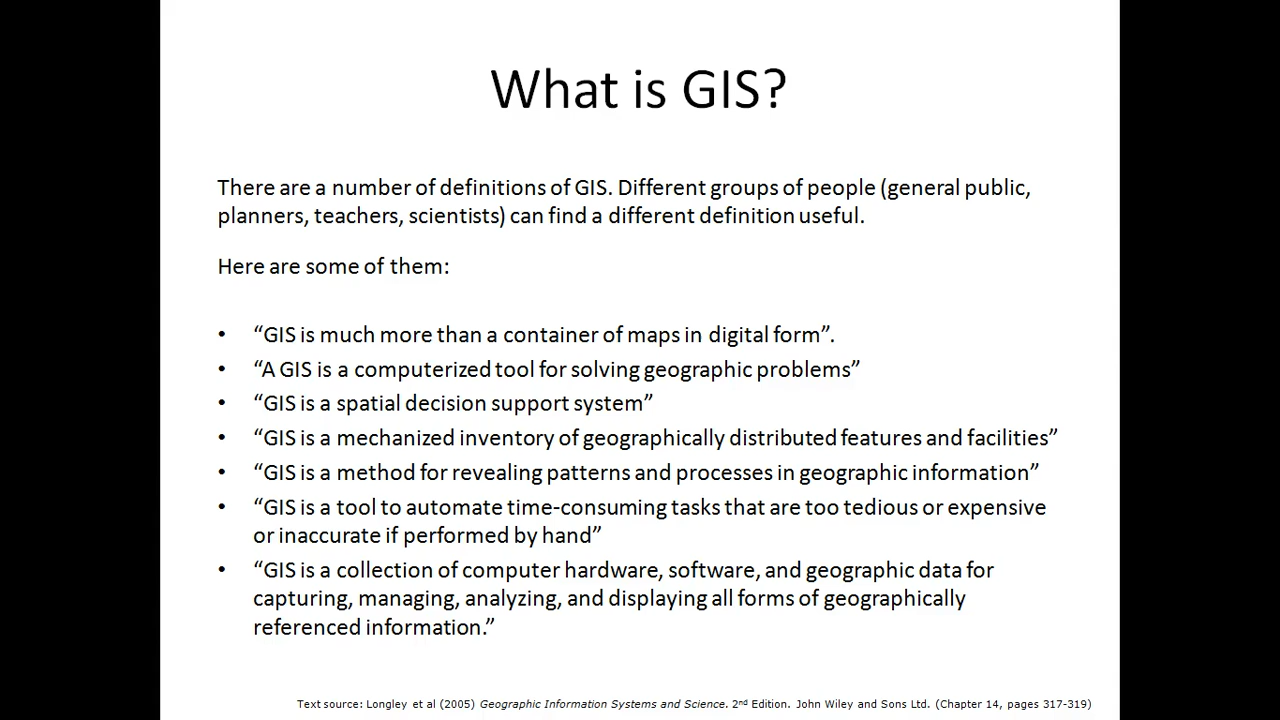 What is GIS?
There are a number of definitions of GIS. Different groups of people (general public,
planners, teachers, scientists) can find a different definition useful.
Here are some of them:
• “GIS is much more than a container of maps in digital form”.
• “A GIS is a computerized tool for solving geographic problems”
• “GIS is a spatial decision support system”
• “GIS is a mechanized inventory of geographically distributed features and facilities”
• “GIS is a method for revealing patterns and processes in geographic information”
• “GIS is a tool to automate time-consuming tasks that are too tedious or expensive
or inaccurate if performed by hand”
• “GIS is a collection of computer hardware, software, and geographic data for
capturing, managing, analyzing, and displaying all forms of geographically
referenced information.”
Text source: Longley et al (2005) Geographic Information Systems and Science. 2nd Edition. John Wiley and Sons Ltd. (Chapter 14, pages 317-319)